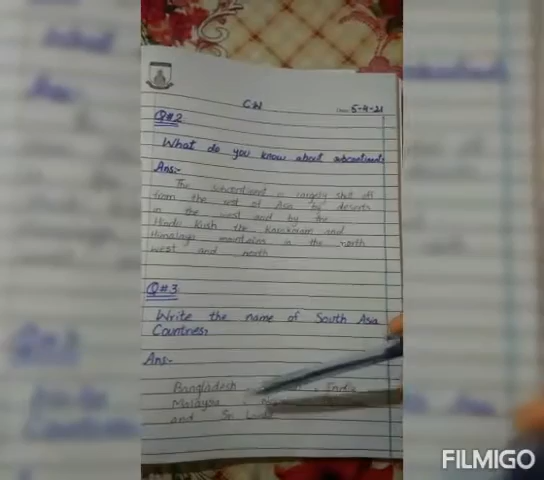 C.W
Date: 5-4-21
Q#2
What do you know about subcontinent.
Ans:-
The subcontinent is largely shut off
from the rest of Asia by deserts
in the west and by the
Hindu Kush the Karakoram and
Himalaya mountains in the north
west and north
Q#3
Write the name of South Asia
Countries.
Ans:-
Bangladesh , , India
Malaysia ,
and Sri Lanka
FILMIGO